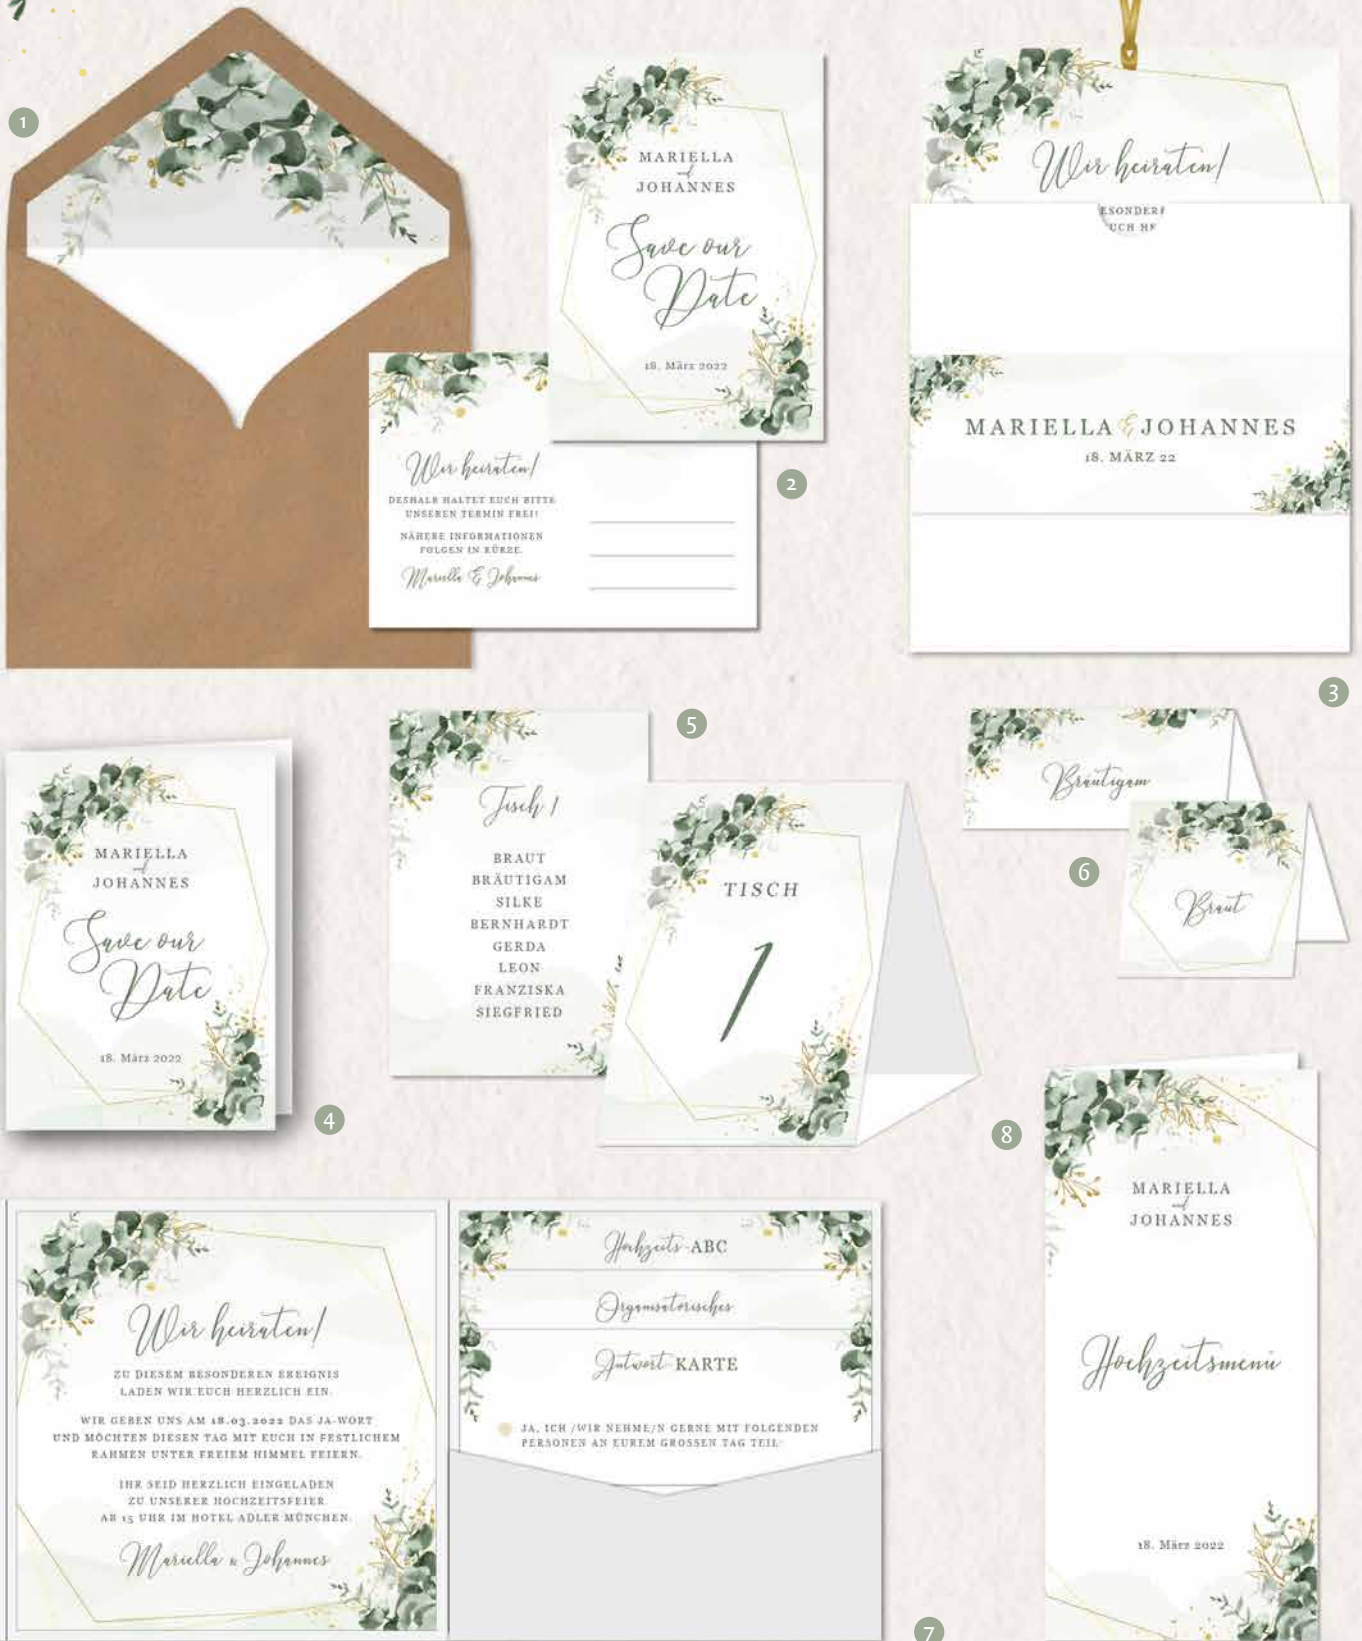 1
MARIELLA
and
JOHANNES
Save our
Date
18. März 2022
Wir heiraten!
DESHALB HALTET EUCH BITTE
UNSEREN TERMIN FREI!
NÄHERE INFORMATIONEN
FOLGEN IN KÜRZE.
Mariella & Johannes
2
Wir heiraten!
ESONDERE
UCH HE
MARIELLA & JOHANNES
18. MÄRZ 22
3
MARIELLA
and
JOHANNES
Save our
Date
18. März 2022
4
Tisch 1
BRAUT
BRÄUTIGAM
SILKE
BERNHARDT
GERDA
LEON
FRANZISKA
SIEGFRIED
5
TISCH
1
Bräutigam
Braut
6
Wir heiraten!
ZU DIESEM BESONDEREN EREIGNIS
LADEN WIR EUCH HERZLICH EIN.
WIR GEBEN UNS AM 18.03.2022 DAS JA-WORT
UND MÖCHTEN DIESEN TAG MIT EUCH IN FESTLICHEM
RAHMEN UNTER FREIEM HIMMEL FEIERN.
IHR SEID HERZLICH EINGELADEN
ZU UNSERER HOCHZEITSFEIER
AB 15 UHR IM HOTEL ADLER MÜNCHEN.
Mariella & Johannes
Hochzeits-ABC
Organisatorisches
Antwort-KARTE
JA, ICH /WIR NEHME/N GERNE MIT FOLGENDEN
PERSONEN AN EUREM GROSSEN TAG TEIL:
7
8
MARIELLA
and
JOHANNES
Hochzeitsmenü
18. März 2022